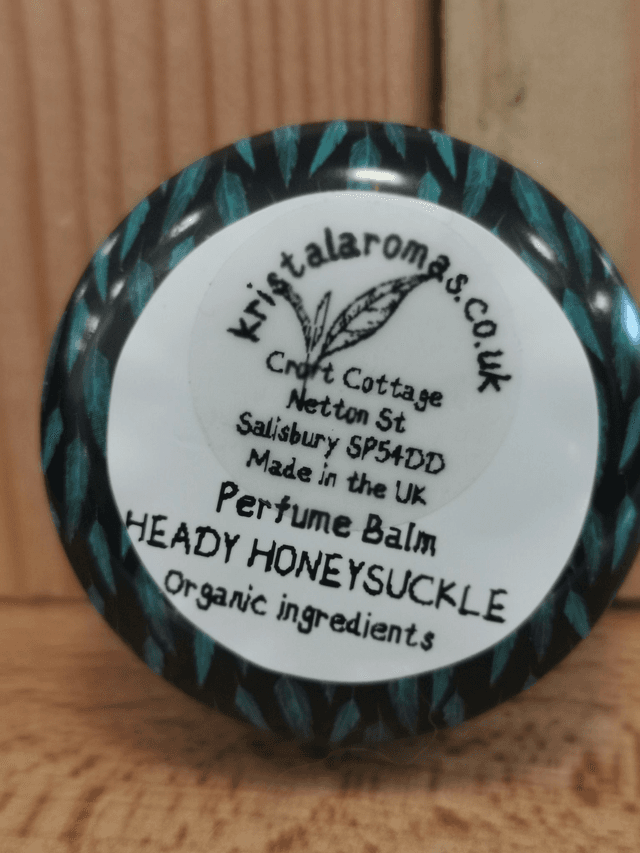 kristalaromas.co.uk
Croft Cottage
Netton St
Salisbury SP54DD
Made in the UK
Perfume Balm
HEADY HONEYSUCKLE
Organic ingredients